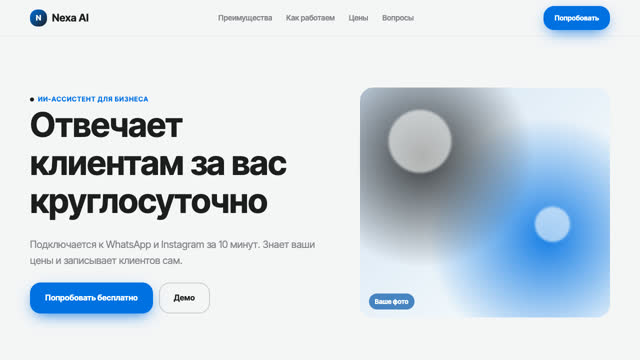 N Nexa AI
Преимущества Как работаем Цены Вопросы
Попробовать
ИИ-АССИСТЕНТ ДЛЯ БИЗНЕСА
Отвечает
клиентам за вас
круглосуточно
Подключается к WhatsApp и Instagram за 10 минут. Знает ваши
цены и записывает клиентов сам.
Попробовать бесплатно
Демо
Ваше фото